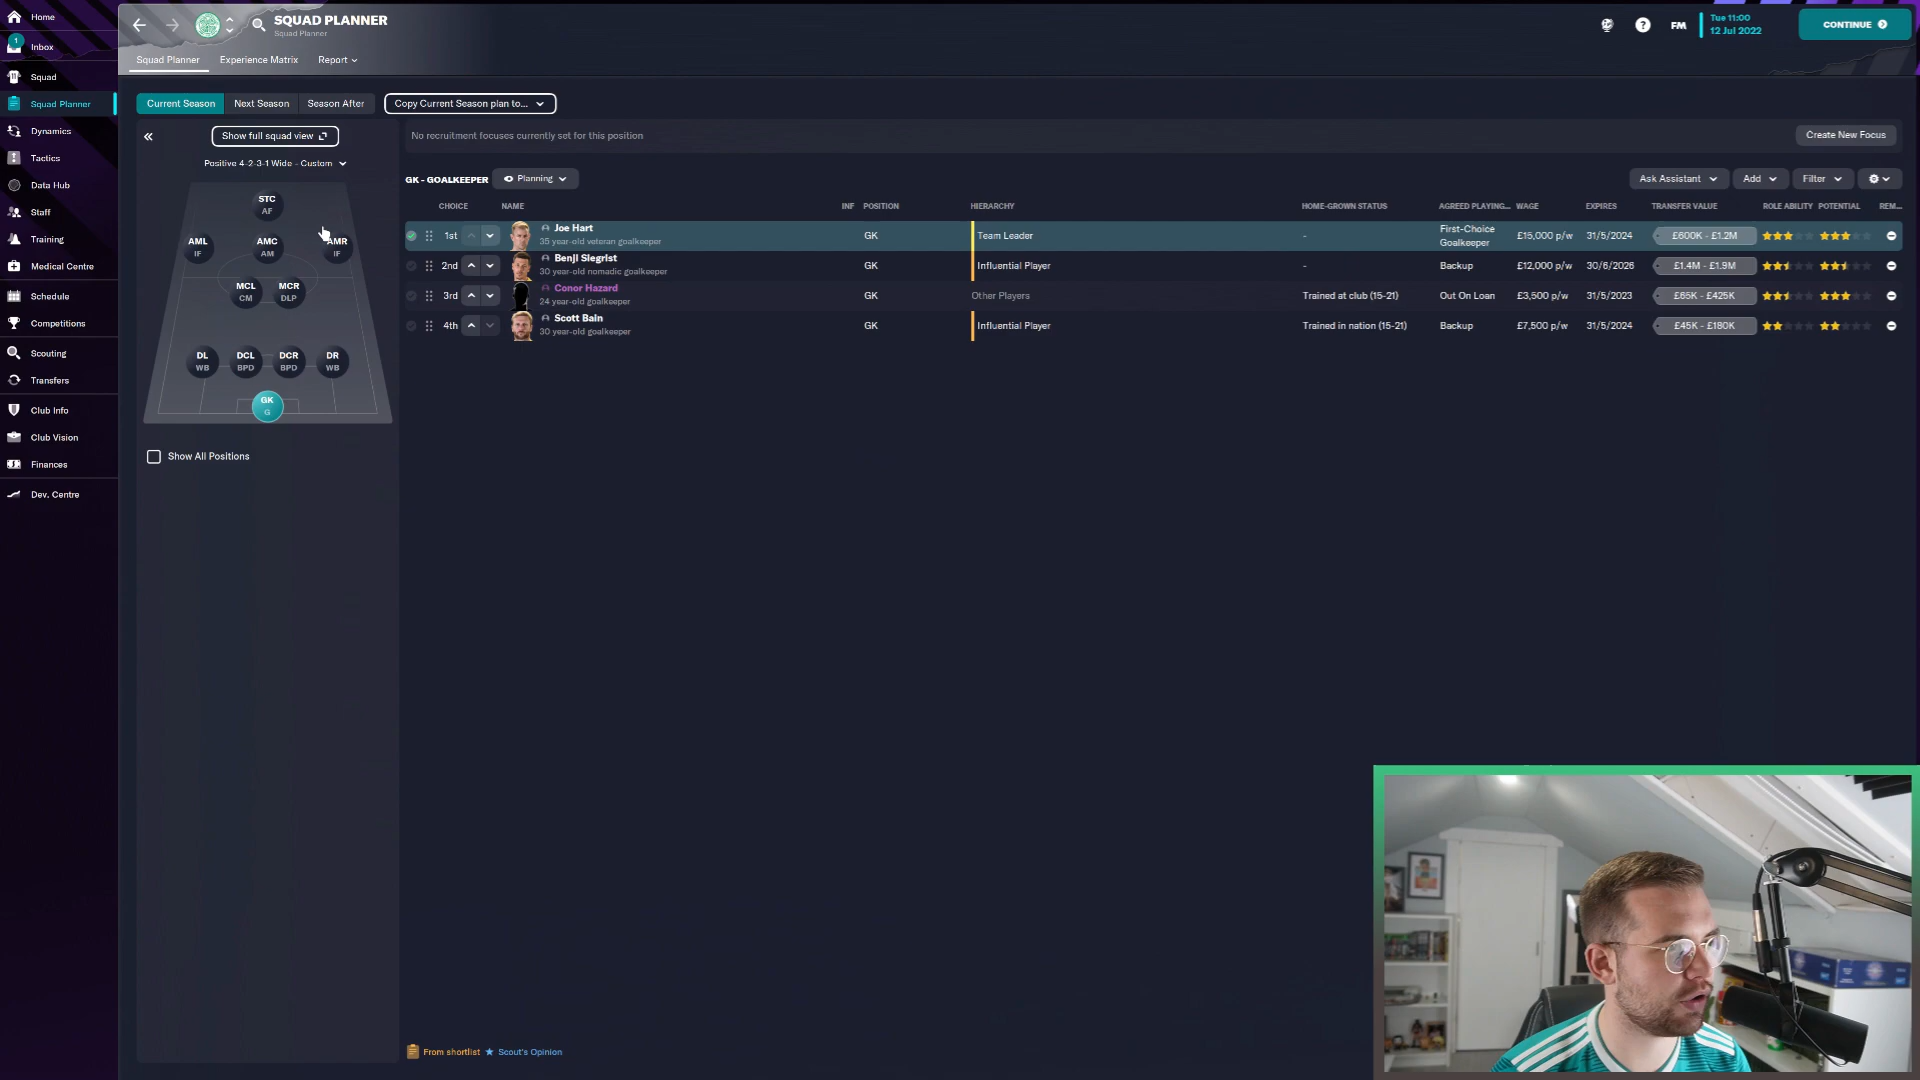 Home
SQUAD PLANNER
Squad Planner
FM
Tue 11:00
12 Jul 2022
CONTINUE
1
Inbox
Squad Planner
Experience Matrix
Report
Squad
Squad Planner
Dynamics
Tactics
Data Hub
Staff
Training
Medical Centre
Schedule
Competitions
Scouting
Transfers
Club Info
Club Vision
Finances
Dev. Centre
Current Season
Next Season
Season After
Copy Current Season plan to...
Show full squad view
Positive 4-2-3-1 Wide - Custom
STC
AF
AML
IF
AMC
AM
AMR
IF
MCL
CM
MCR
DLP
DL
WB
DCL
BPD
DCR
BPD
DR
WB
GK
G
Show All Positions
No recruitment focuses currently set for this position
Create New Focus
GK - GOALKEEPER
Planning
Ask Assistant
Add
Filter
CHOICE NAME INF POSITION HIERARCHY HOME-GROWN STATUS AGREED PLAYING... WAGE EXPIRES TRANSFER VALUE ROLE ABILITY POTENTIAL REM...
1st Joe Hart 35 year-old veteran goalkeeper GK Team Leader - First-Choice Goalkeeper £15,000 p/w 31/5/2024 £600K - £1.2M
2nd Benji Siegrist 30 year-old nomadic goalkeeper GK Influential Player - Backup £12,000 p/w 30/6/2026 £1.4M - £1.9M
3rd Conor Hazard 24 year-old goalkeeper GK Other Players Trained at club (15-21) Out On Loan £3,500 p/w 31/5/2023 £65K - £425K
4th Scott Bain 30 year-old goalkeeper GK Influential Player Trained in nation (15-21) Backup £7,500 p/w 31/5/2024 £45K - £180K
From shortlist
Scout's Opinion